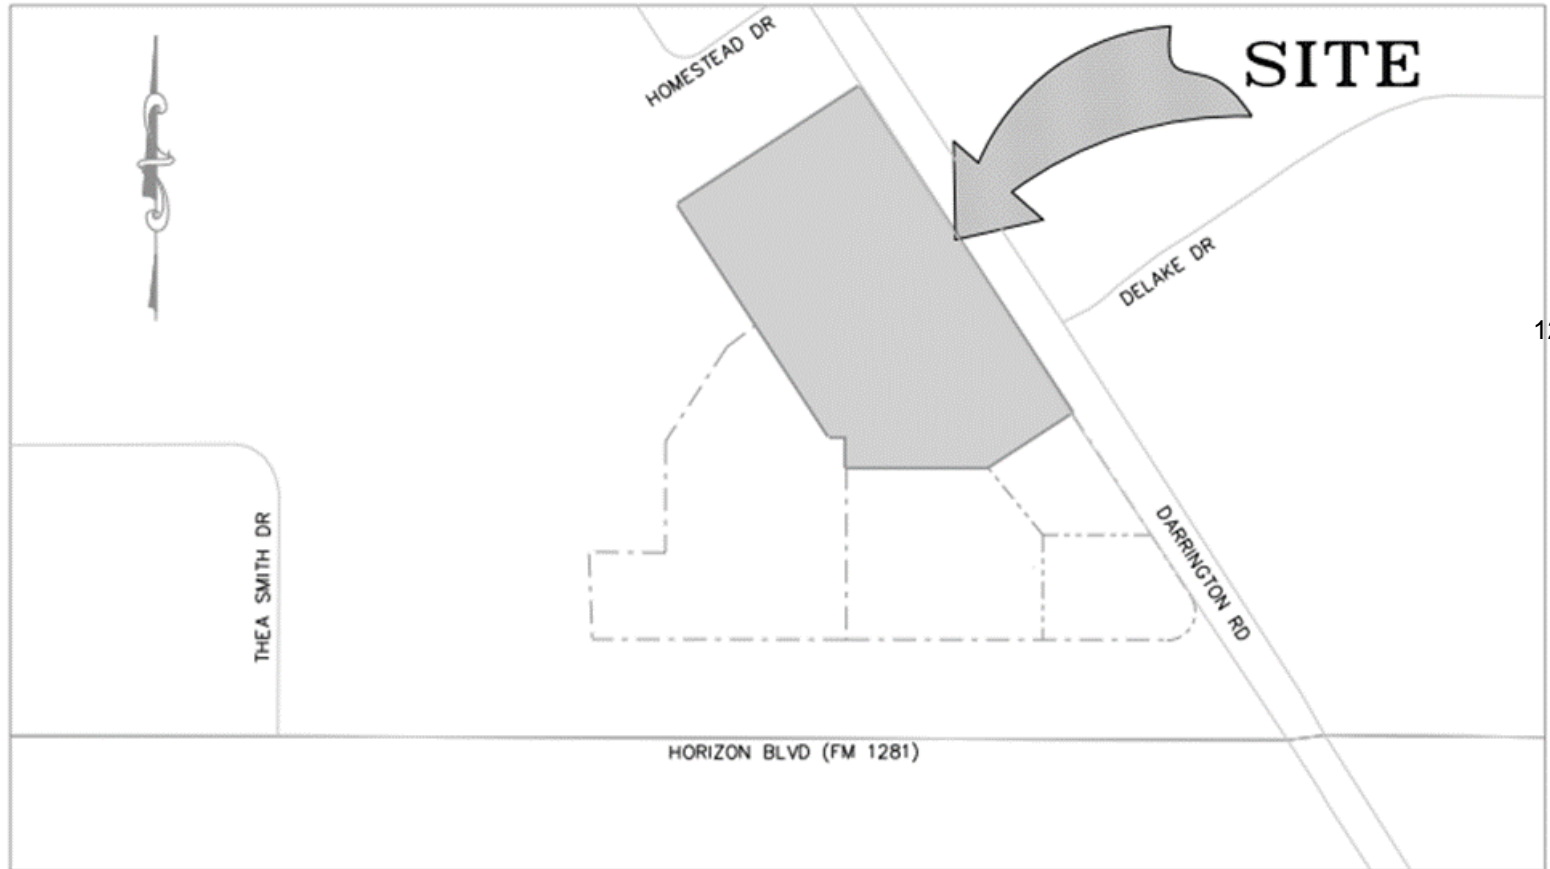 HOMESTEAD DR
SITE
DELAKE DR
THEA SMITH DR
DARRINGTON RD
HORIZON BLVD (FM 1281)